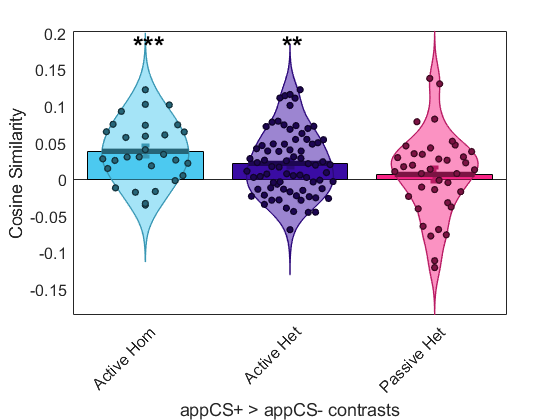 0.2
*** **
0.15
0.1
0.05
0
-0.05
-0.1
-0.15
Cosine Similarity
Active Hom
Active Het
Passive Het
appCS+ > appCS- contrasts